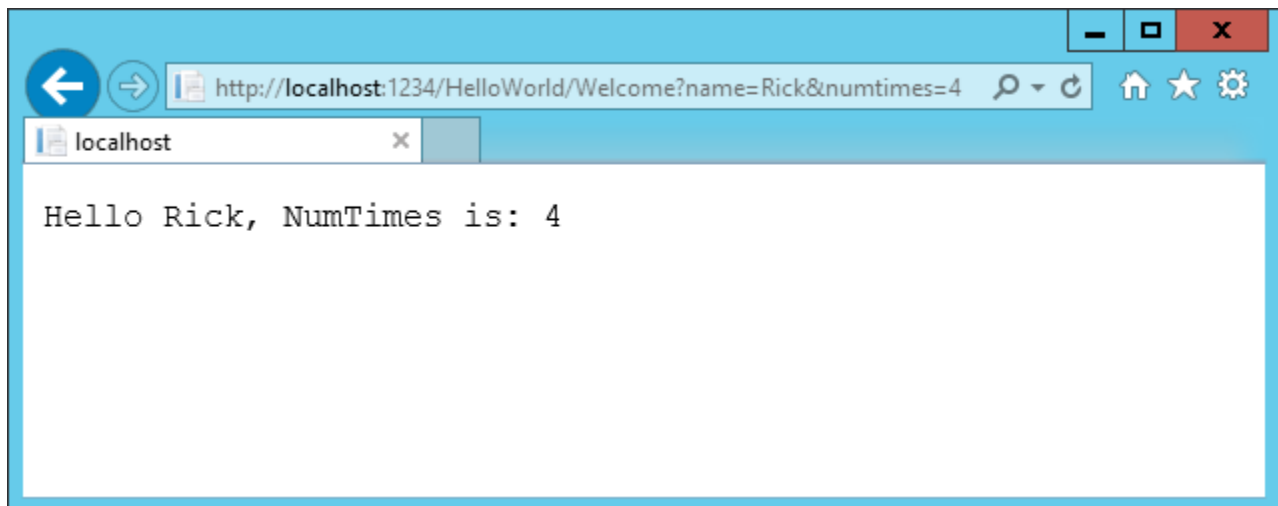 http://localhost:1234/HelloWorld/Welcome?name=Rick&numtimes=4
localhost
Hello Rick, NumTimes is: 4